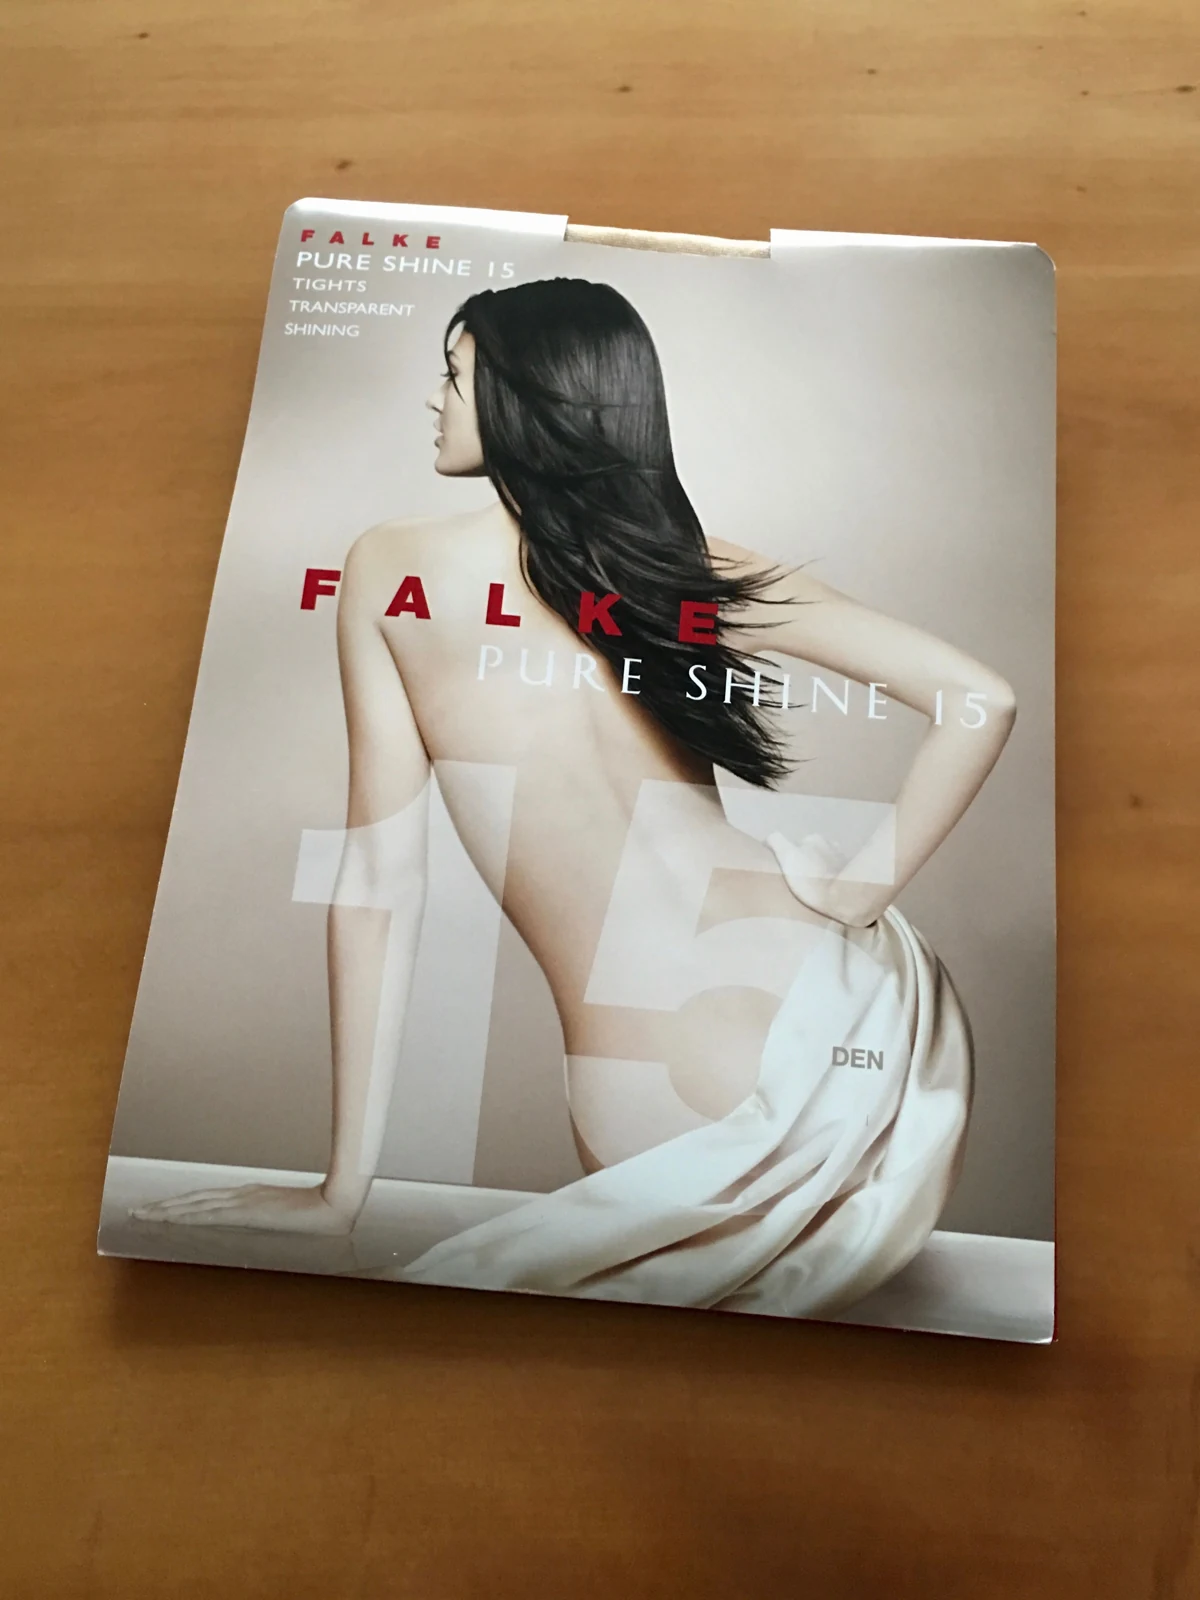 FALKE
PURE SHINE 15
TIGHTS
TRANSPARENT
SHINING
FALKE
PURE SHINE 15
15
DEN